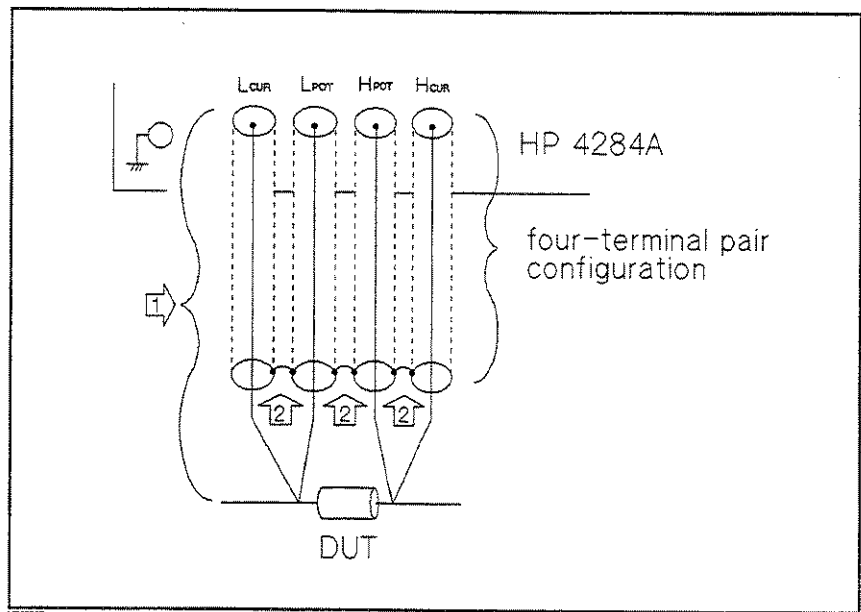 LCUR LPOT HPOT HCUR
HP 4284A
four-terminal pair
configuration
1
2 2 2
DUT